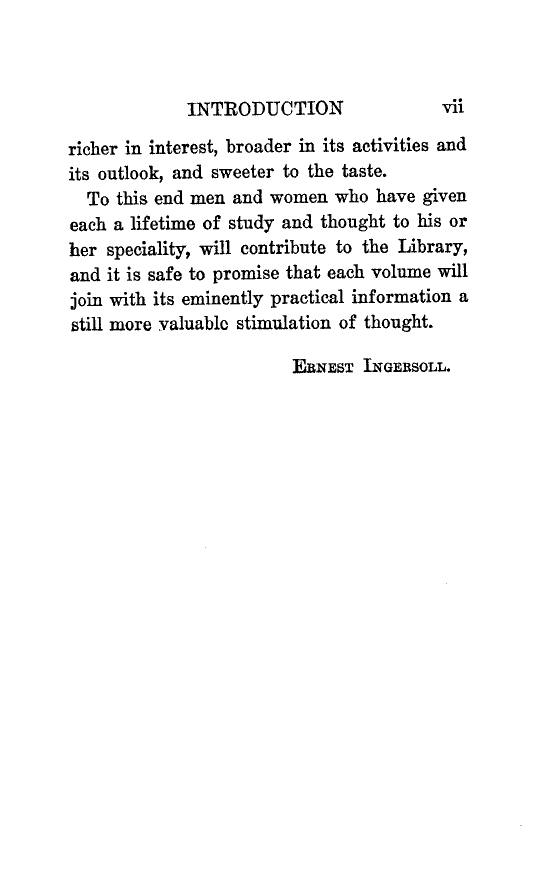 INTRODUCTION vii
richer in interest, broader in its activities and
its outlook, and sweeter to the taste.
To this end men and women who have given
each a lifetime of study and thought to his or
her speciality, will contribute to the Library,
and it is safe to promise that each volume will
join with its eminently practical information a
still more valuable stimulation of thought.
ERNEST INGERSOLL.